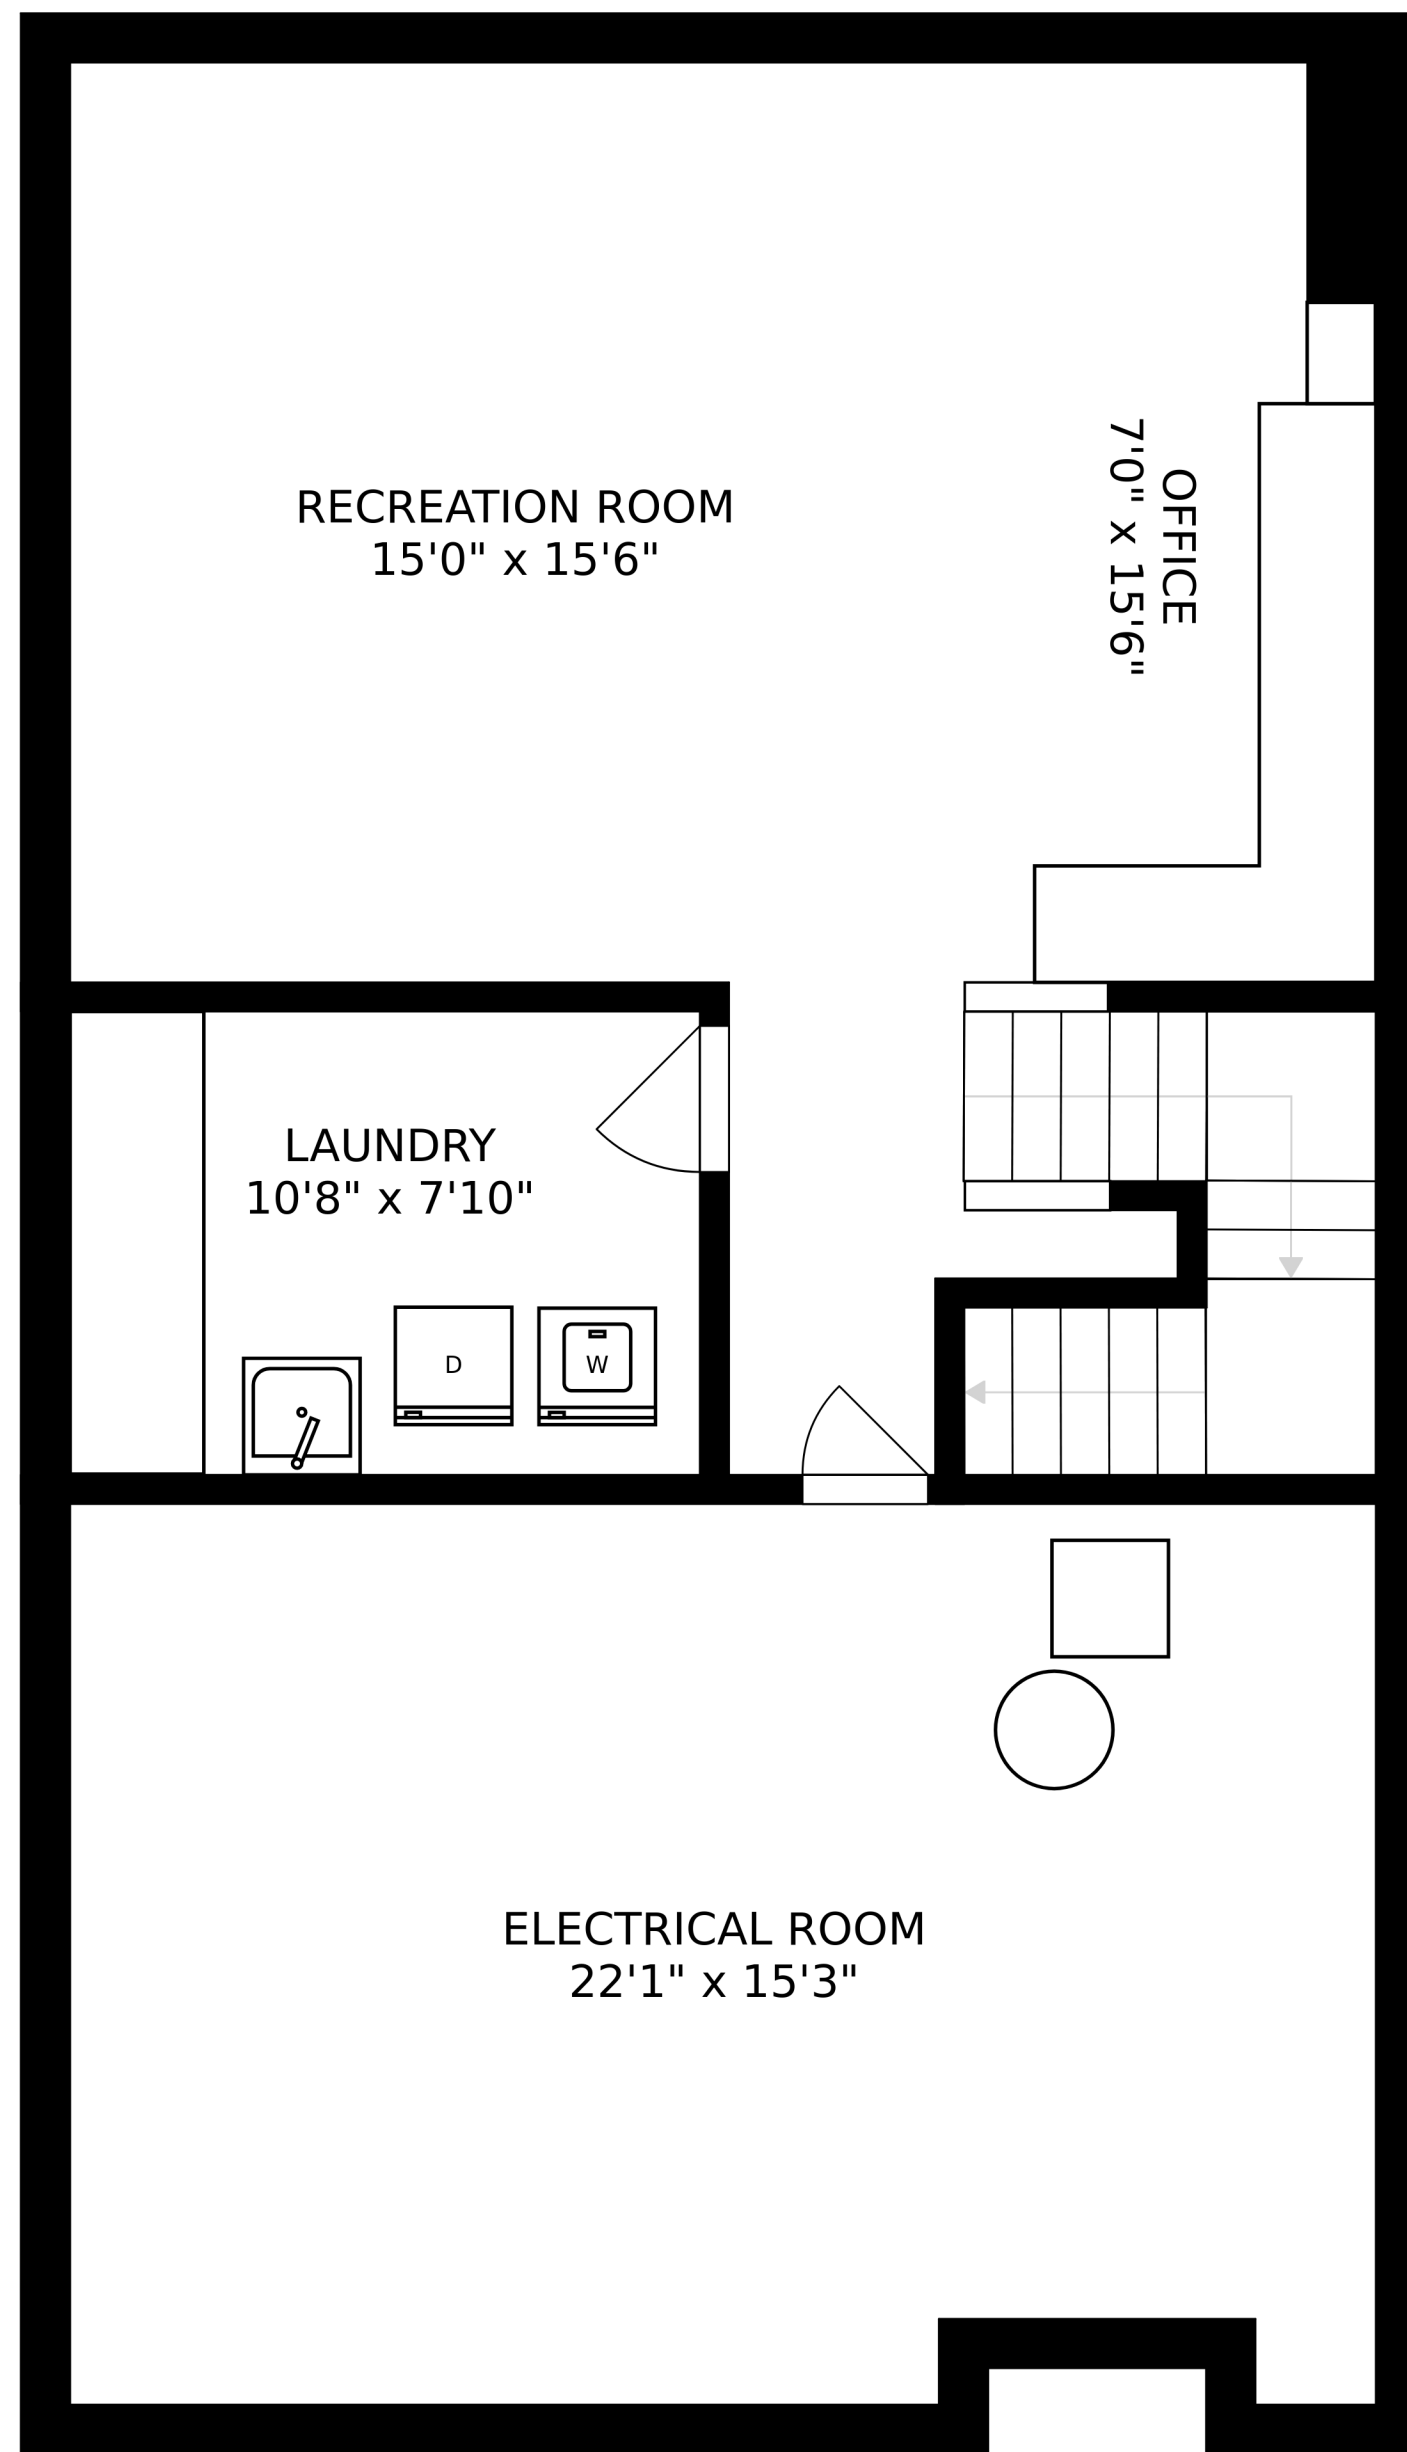 RECREATION ROOM
15'0" x 15'6"
OFFICE
7'0" x 15'6"
LAUNDRY
10'8" x 7'10"
D
W
ELECTRICAL ROOM
22'1" x 15'3"